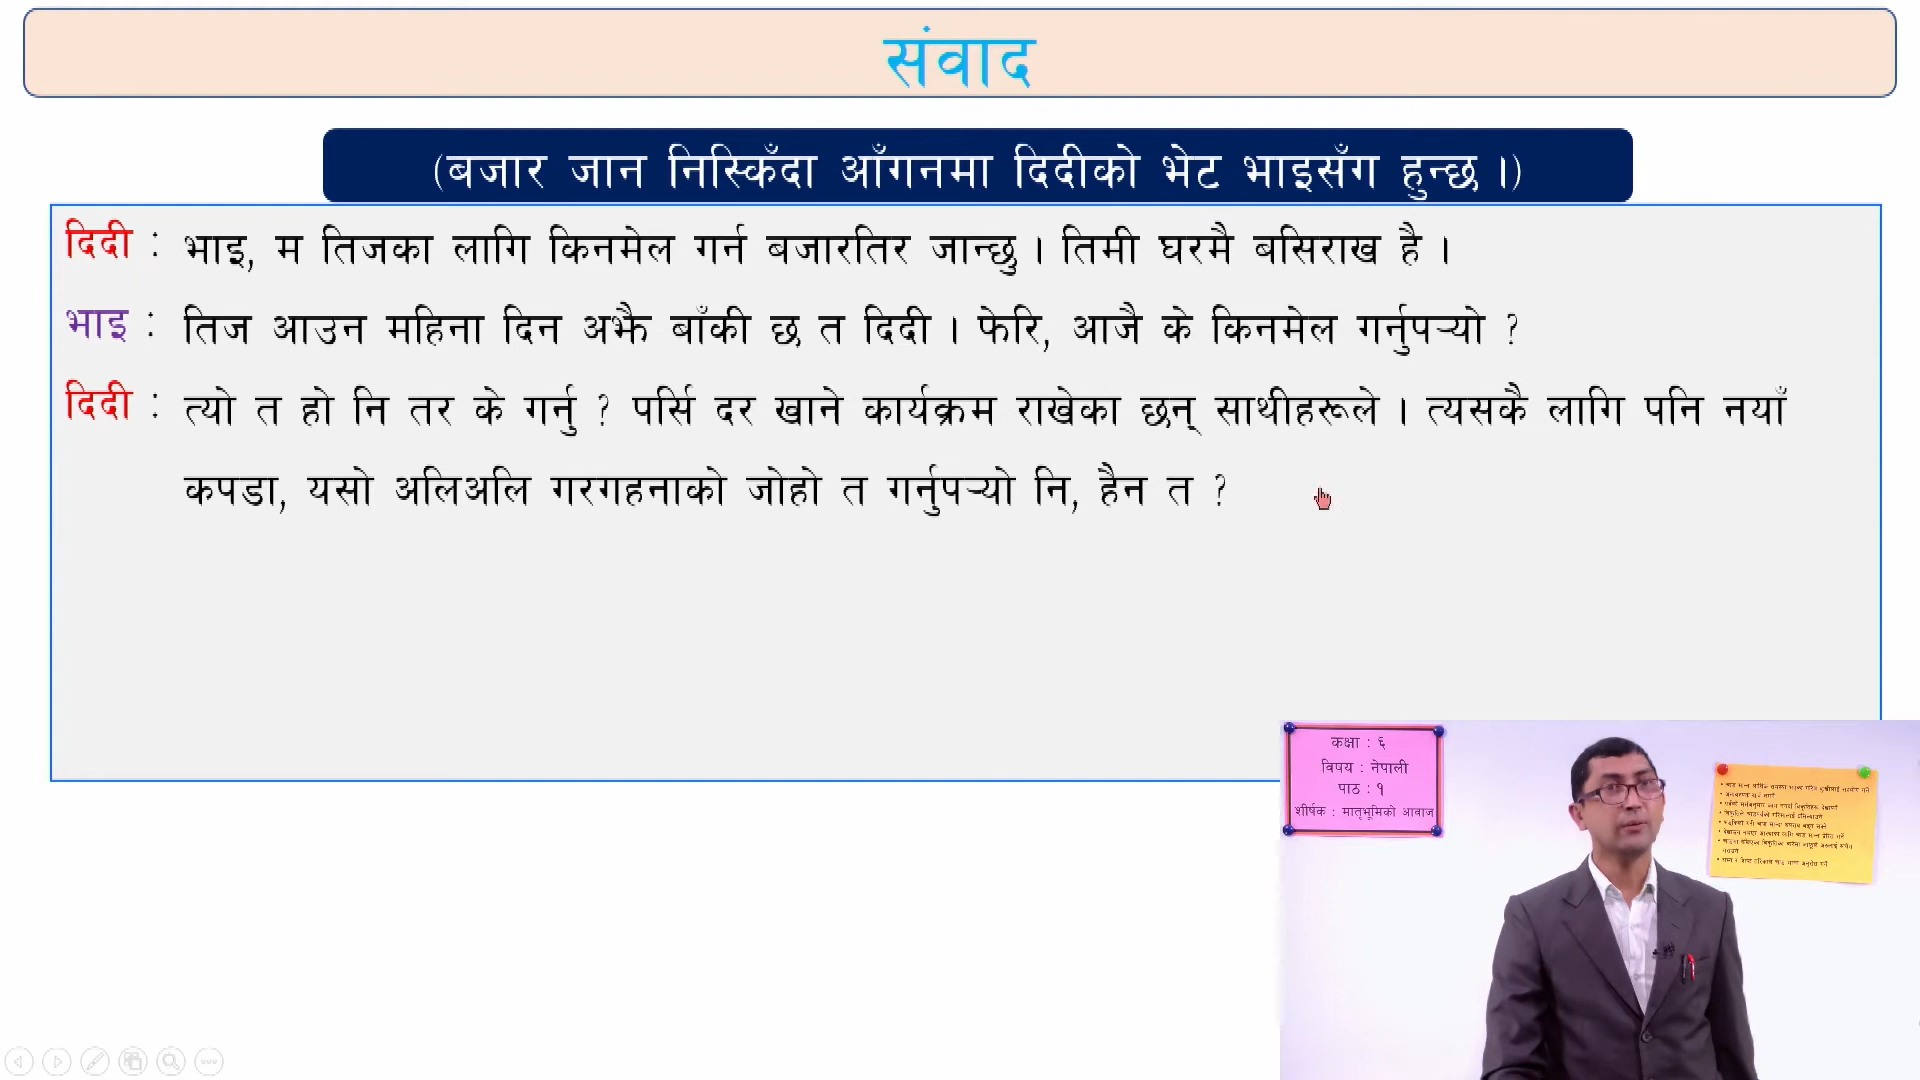 संवाद
(बजार जान निस्किँदा आँगनमा दिदीको भेट भाइसँग हुन्छ ।)
दिदी : भाइ, म तिजका लागि किनमेल गर्न बजारतिर जान्छु । तिमी घरमै बसिराख है ।
भाइ : तिज आउन महिना दिन अझै बाँकी छ त दिदी । फेरि, आजै के किनमेल गर्नुपर्‍यो ?
दिदी : त्यो त हो नि तर के गर्नु ? पर्सि दर खाने कार्यक्रम राखेका छन् साथीहरूले । त्यसकै लागि पनि नयाँ
कपडा, यसो अलिअलि गरगहनाको जोहो त गर्नुपर्‍यो नि, हैन त ?
कक्षा : ६
विषय : नेपाली
पाठ : १
शीर्षक : मातृभूमिको आवाज